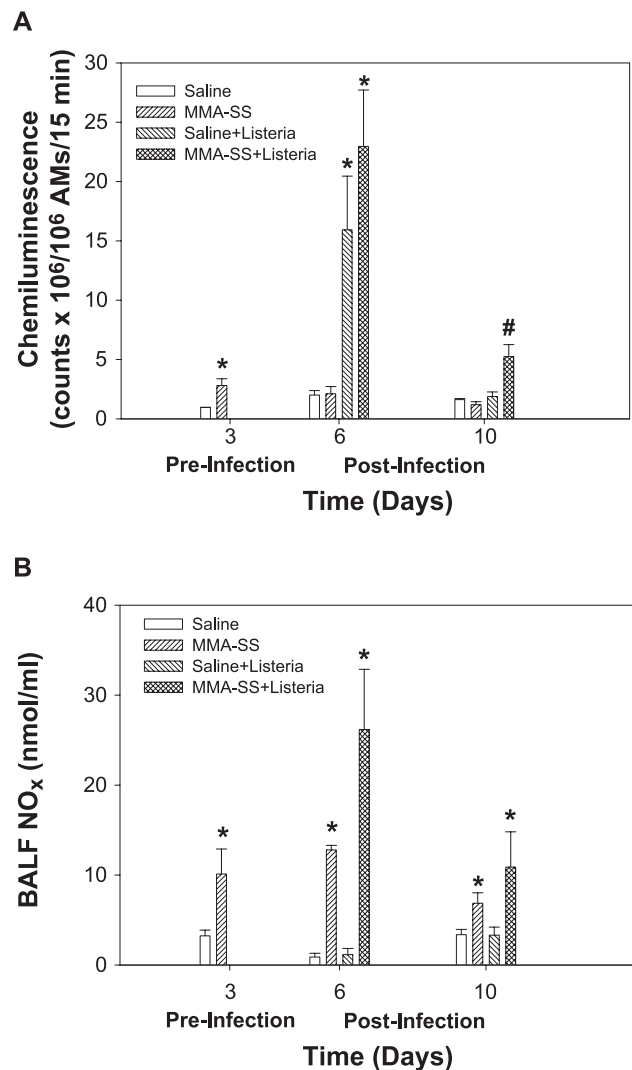 A
Chemiluminescence
(counts x 10⁶/10⁶ AMs/15 min)
30
25
20
15
10
5
0
Saline
MMA-SS
Saline+Listeria
MMA-SS+Listeria
*
*
*
#
3
6
10
Pre-Infection
Post-Infection
Time (Days)
B
BALF NOₓ (nmol/ml)
40
30
20
10
0
Saline
MMA-SS
Saline+Listeria
MMA-SS+Listeria
*
*
*
*
*
3
6
10
Pre-Infection
Post-Infection
Time (Days)